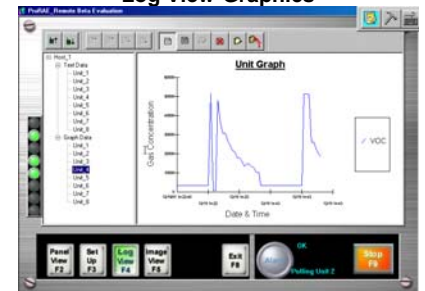 Log View Graphics
ProRAE_Remote Beta Evaluation
Host_1
Text Data
Unit_1
Unit_2
Unit_3
Unit_4
Unit_5
Unit_6
Unit_7
Unit_8
Graph Data
Unit_1
Unit_2
Unit_3
Unit_4
Unit_5
Unit_6
Unit_7
Unit_8
Unit Graph
Gas Concentration
VOC
Date & Time
Panel View F2
Set Up F3
Log View F4
Image View F5
Exit F8
Alarm
OK
Polling Unit 2
Stop F9